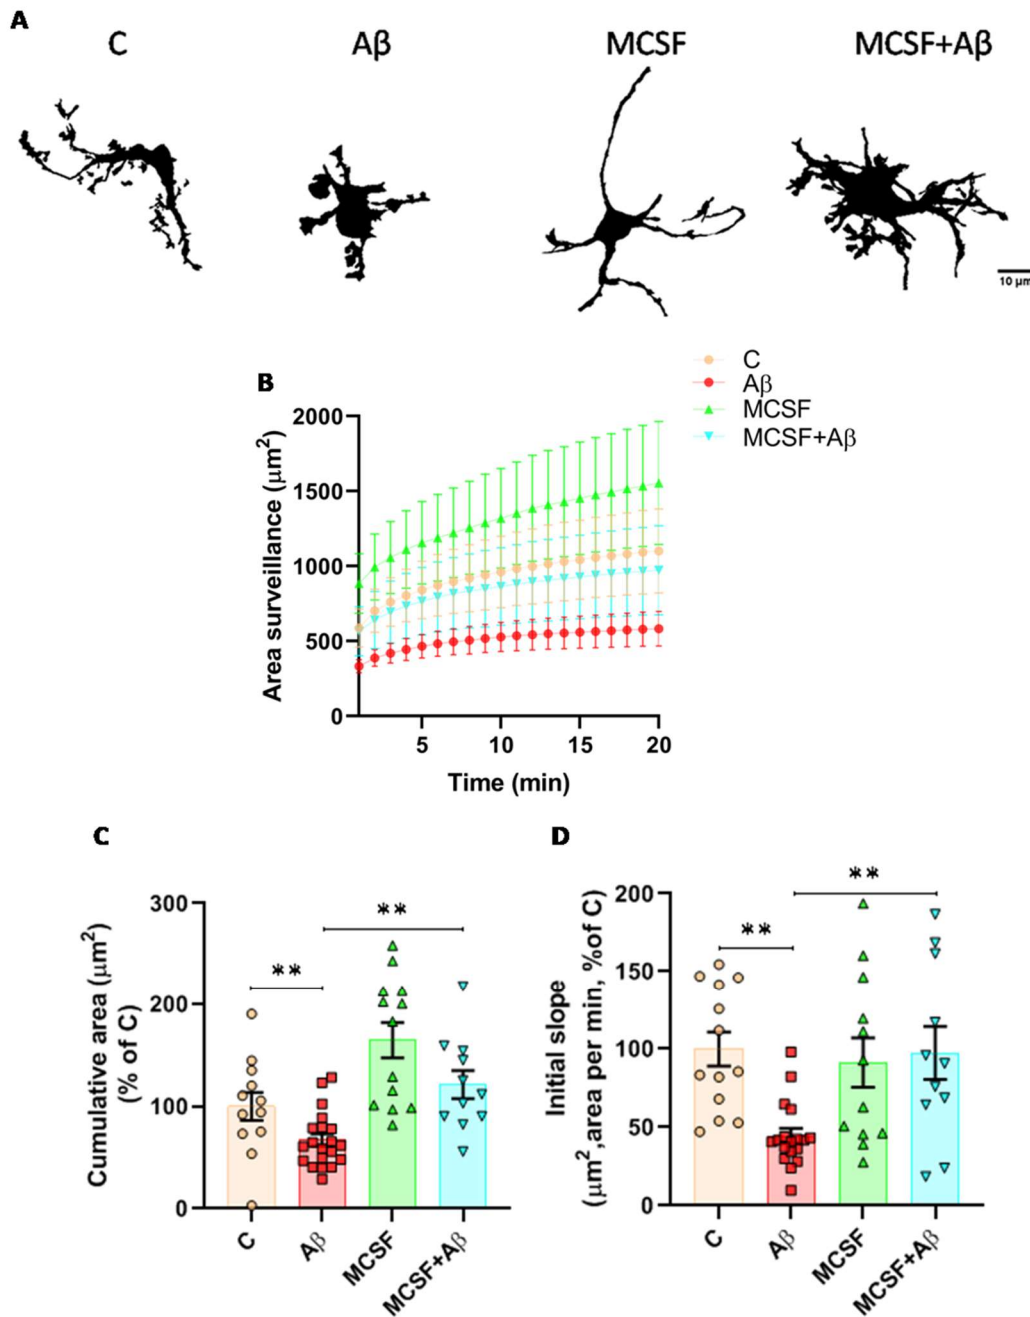 A
C Aβ MCSF MCSF+Aβ
10 µm
B
C
Aβ
MCSF
MCSF+Aβ
Area surveillance (µm²)
2000
1500
1000
500
0
5 10 15 20
Time (min)
C
Cumulative area (µm²)
(% of C)
300
200
100
0
**
**
C Aβ MCSF MCSF+Aβ
D
Initial slope
(µm²,area per min, %of C)
200
150
100
50
0
**
**
C Aβ MCSF MCSF+Aβ